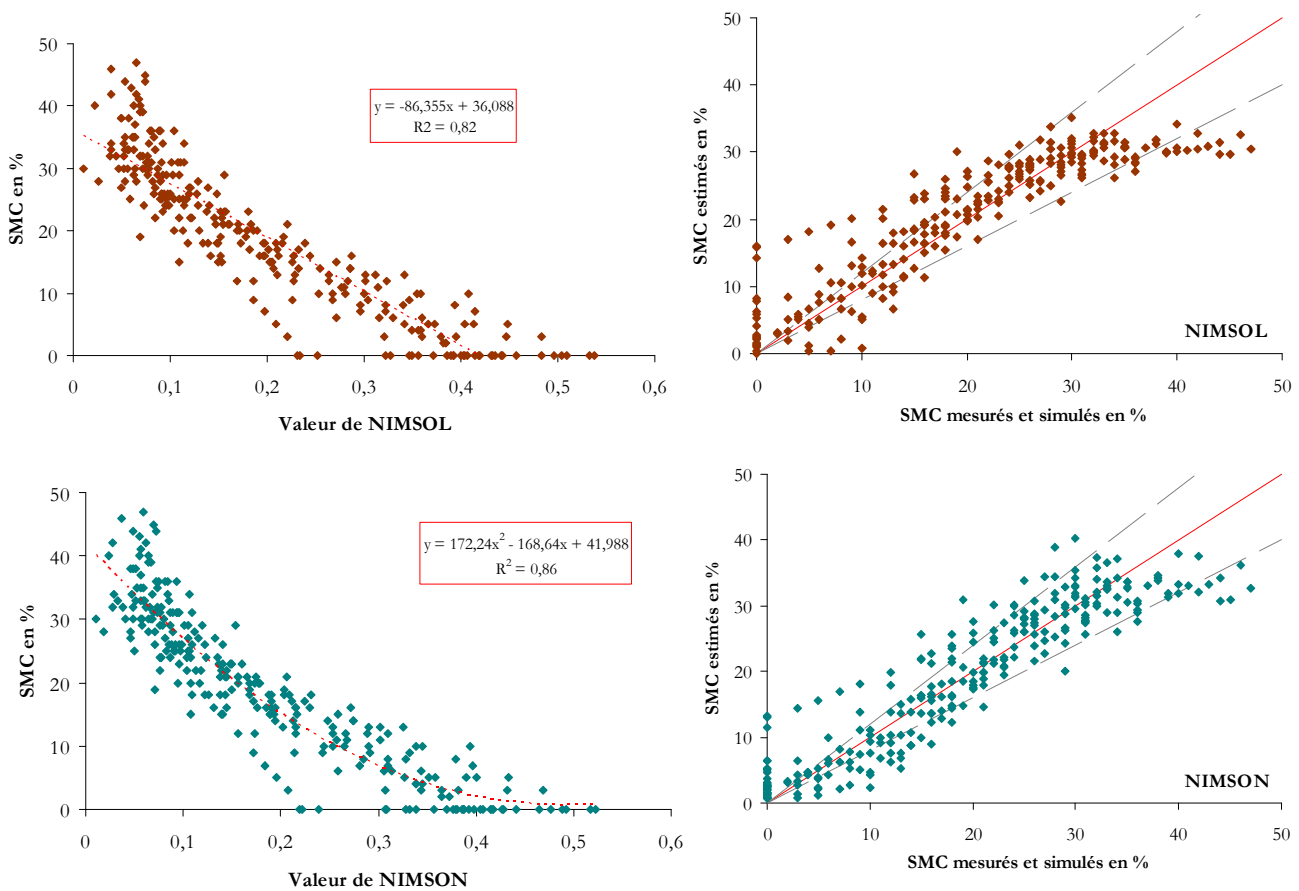 50
40
30
20
10
0
SMC en %
y = -86,355x + 36,088
R2 = 0,82
0 0,1 0,2 0,3 0,4 0,5 0,6
Valeur de NIMSOL
50
40
30
20
10
0
SMC estimés en %
NIMSOL
0 10 20 30 40 50
SMC mesurés et simulés en %
50
40
30
20
10
0
SMC en %
y = 172,24x² - 168,64x + 41,988
R² = 0,86
0 0,1 0,2 0,3 0,4 0,5 0,6
Valeur de NIMSON
50
40
30
20
10
0
SMC estimés en %
NIMSON
0 10 20 30 40 50
SMC mesurés et simulés en %